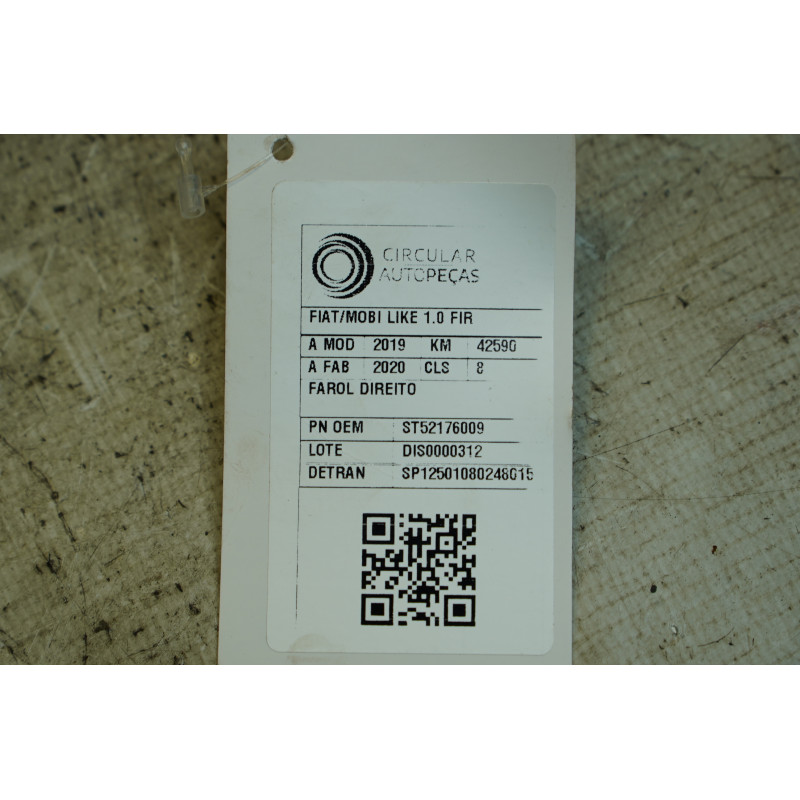 CIRCULAR
AUTOPEÇAS
FIAT/MOBI LIKE 1.0 FIR
A MOD 2019 KM 42590
A FAB 2020 CLS 8
FAROL DIREITO
PN OEM ST52176009
LOTE DIS0000312
DETRAN SP12501080248015